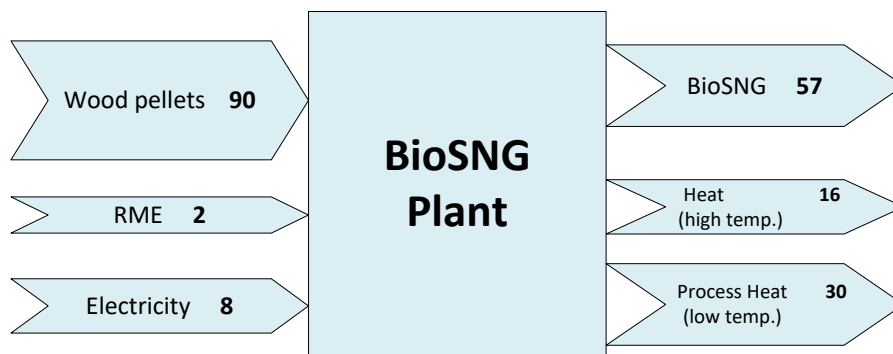 Wood pellets 90
RME 2
Electricity 8
BioSNG
Plant
BioSNG 57
Heat 16
(high temp.)
Process Heat 30
(low temp.)